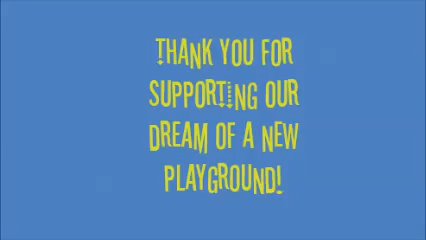 THANK YOU FOR
SUPPORTING OUR
DREAM OF A NEW
PLAYGROUND!